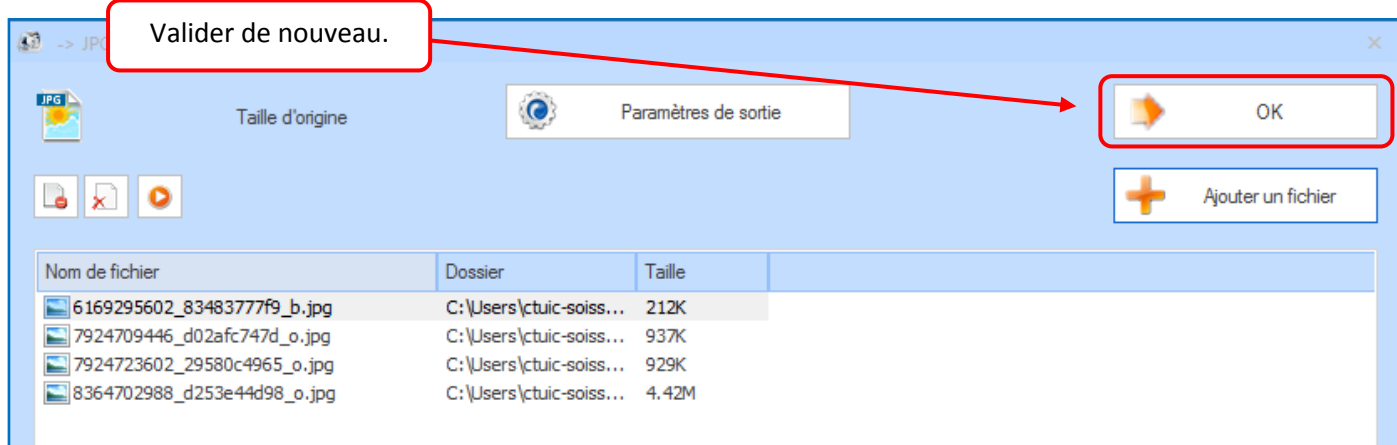 Valider de nouveau.
-> JP
JPG
Taille d'origine
Paramètres de sortie
OK
Ajouter un fichier
Nom de fichier Dossier Taille
6169295602_83483777f9_b.jpg C:\Users\ctuic-soiss... 212K
7924709446_d02afc747d_o.jpg C:\Users\ctuic-soiss... 937K
7924723602_29580c4965_o.jpg C:\Users\ctuic-soiss... 929K
8364702988_d253e44d98_o.jpg C:\Users\ctuic-soiss... 4.42M